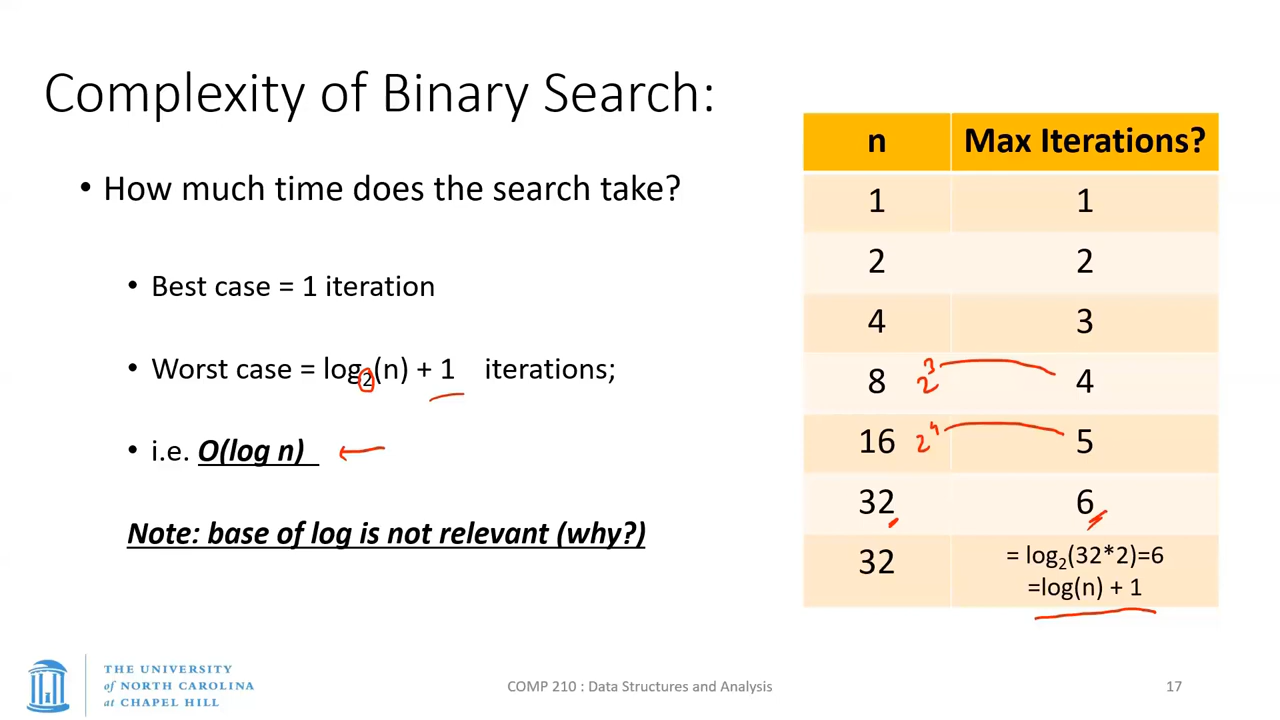 Complexity of Binary Search:
• How much time does the search take?
• Best case = 1 iteration
• Worst case = log₂(n) + 1 iterations;
• i.e. O(log n)
Note: base of log is not relevant (why?)
n Max Iterations?
1 1
2 2
4 3
8 2³ 4
16 2⁴ 5
32 6
32 = log₂(32*2)=6
=log(n) + 1
THE UNIVERSITY
of NORTH CAROLINA
at CHAPEL HILL
COMP 210 : Data Structures and Analysis
17